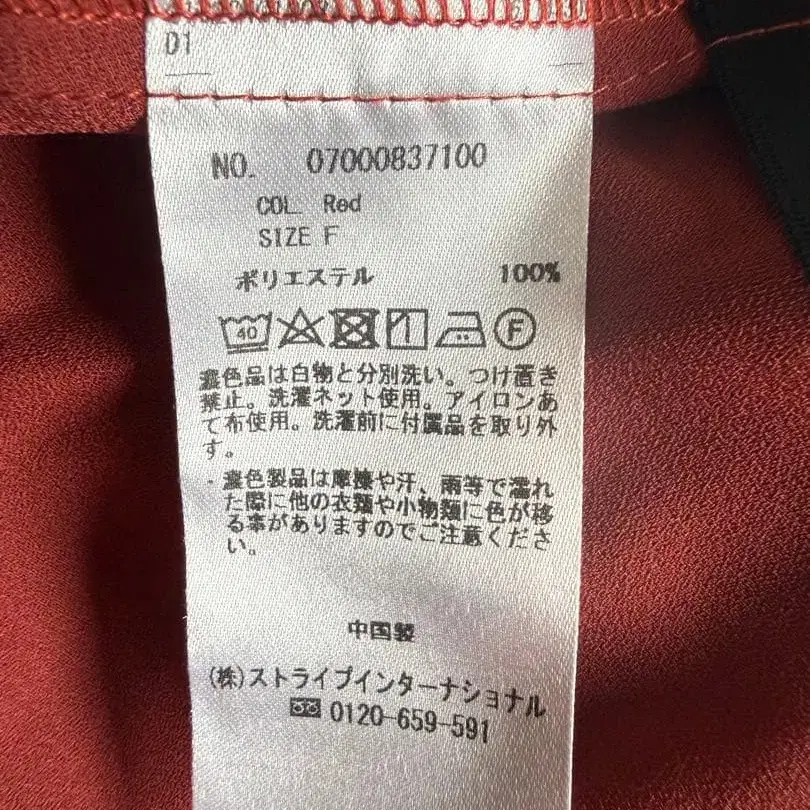 D1
NO. 07000837100
COL. Red
SIZE F
ポリエステル 100%
40 F
濃色品は白物と分別洗い。つけ置き
禁止。洗濯ネット使用。アイロンあ
て布使用。洗濯前に付属品を取り外
す。
・濃色製品は摩擦や汗、雨等で濡れ
た際に他の衣類や小物類に色が移
る事がありますのでご注意くださ
い。
中国製
(株)ストライプインターナショナル
0120-659-591